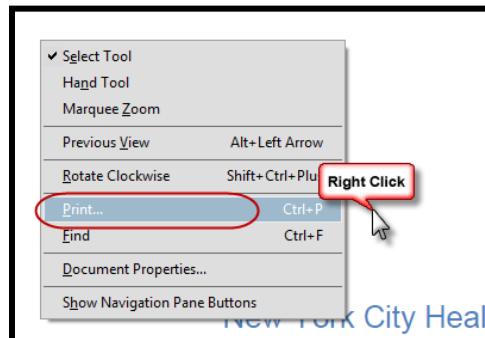 ✔ Select Tool
Hand Tool
Marquee Zoom
Previous View Alt+Left Arrow
Rotate Clockwise Shift+Ctrl+Plus
Right Click
Print... Ctrl+P
Find Ctrl+F
Document Properties...
Show Navigation Pane Buttons
New York City Heal